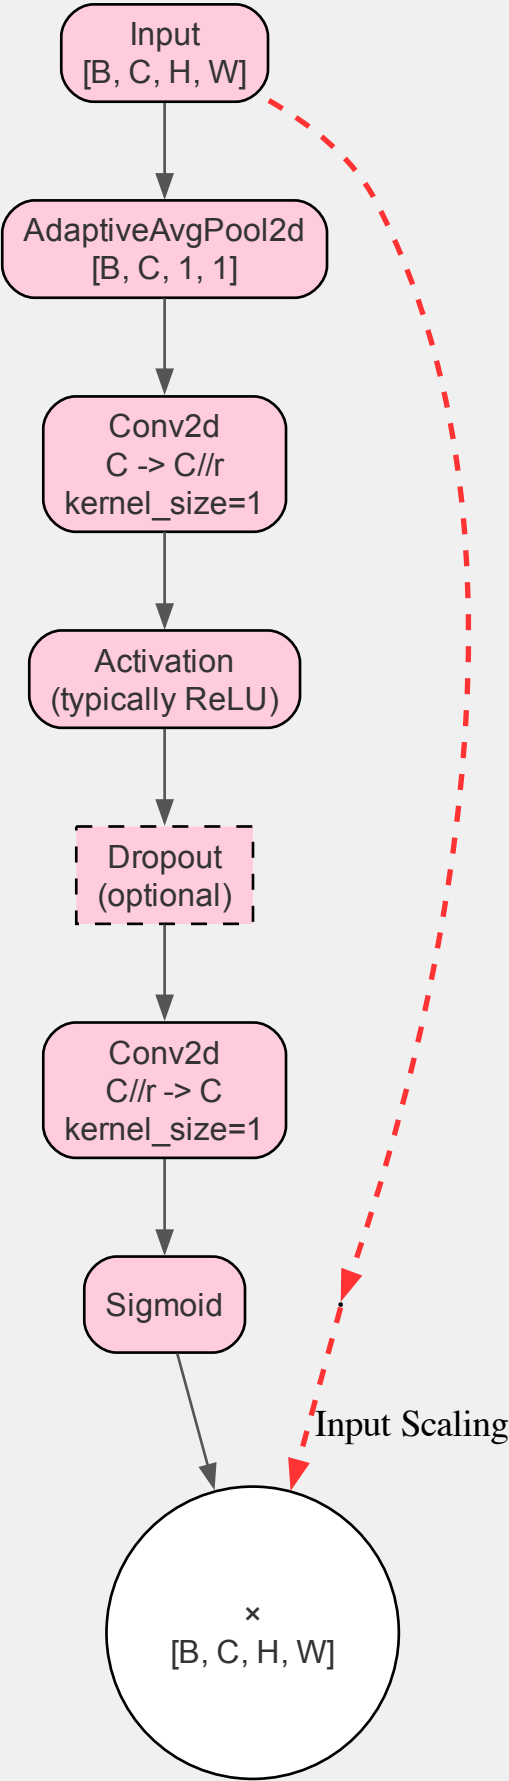 Input
[B, C, H, W]
AdaptiveAvgPool2d
[B, C, 1, 1]
Conv2d
C -> C//r
kernel_size=1
Activation
(typically ReLU)
Dropout
(optional)
Conv2d
C//r -> C
kernel_size=1
Sigmoid
Input Scaling
×
[B, C, H, W]